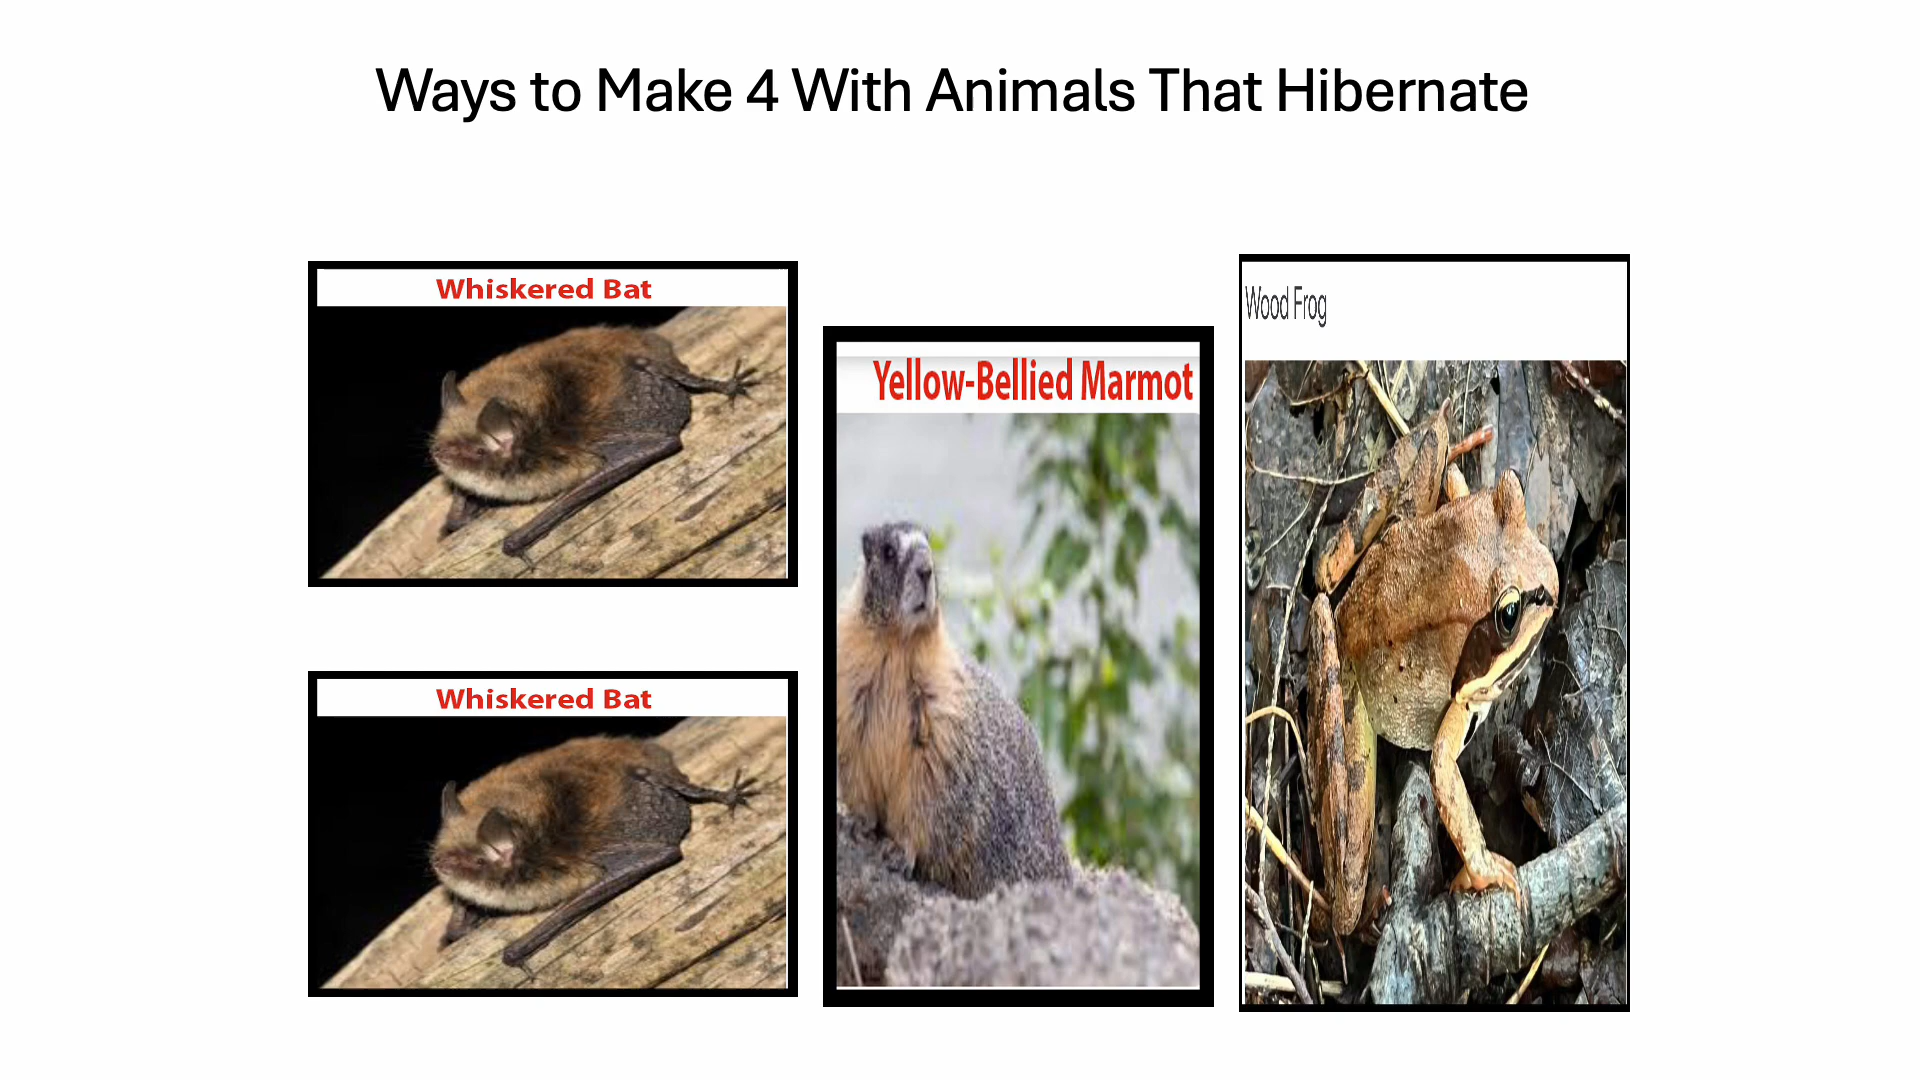 Ways to Make 4 With Animals That Hibernate
Whiskered Bat
Yellow-Bellied Marmot
Wood Frog
Whiskered Bat